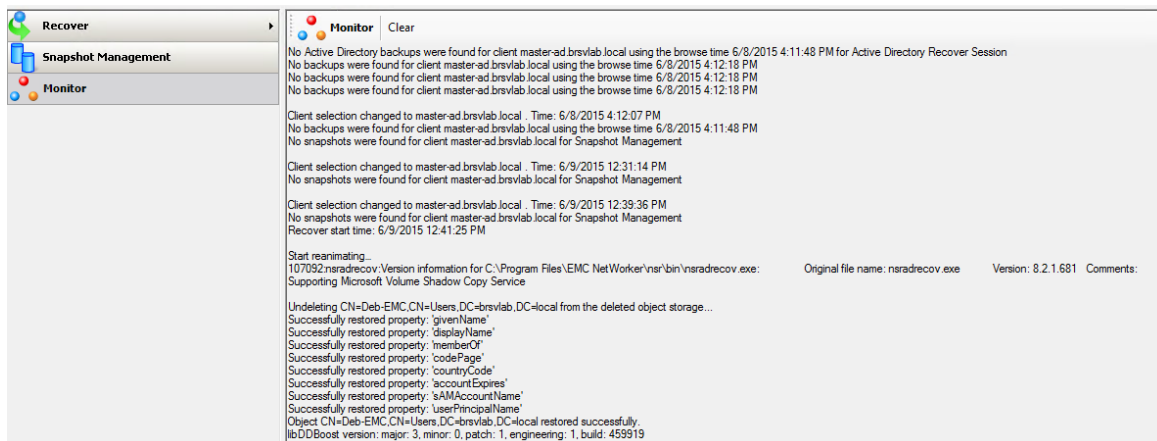 Recover
Snapshot Management
Monitor
Monitor Clear
No Active Directory backups were found for client master-ad.brsvlab.local using the browse time 6/8/2015 4:11:48 PM for Active Directory Recover Session
No backups were found for client master-ad.brsvlab.local using the browse time 6/8/2015 4:12:18 PM
No backups were found for client master-ad.brsvlab.local using the browse time 6/8/2015 4:12:18 PM
No backups were found for client master-ad.brsvlab.local using the browse time 6/8/2015 4:12:18 PM
Client selection changed to master-ad.brsvlab.local . Time: 6/8/2015 4:12:07 PM
No backups were found for client master-ad.brsvlab.local using the browse time 6/8/2015 4:11:48 PM
No snapshots were found for client master-ad.brsvlab.local for Snapshot Management
Client selection changed to master-ad.brsvlab.local . Time: 6/9/2015 12:31:14 PM
No snapshots were found for client master-ad.brsvlab.local for Snapshot Management
Client selection changed to master-ad.brsvlab.local . Time: 6/9/2015 12:39:36 PM
No snapshots were found for client master-ad.brsvlab.local for Snapshot Management
Recover start time: 6/9/2015 12:41:25 PM
Start reanimating...
107092:nsradrecov:Version information for C:\Program Files\EMC NetWorker\nsr\bin\nsradrecov.exe: Original file name: nsradrecov.exe Version: 8.2.1.681 Comments:
Supporting Microsoft Volume Shadow Copy Service
Undeleting CN=Deb-EMC,CN=Users,DC=brsvlab,DC=local from the deleted object storage...
Successfully restored property: 'givenName'
Successfully restored property: 'displayName'
Successfully restored property: 'memberOf'
Successfully restored property: 'codePage'
Successfully restored property: 'countryCode'
Successfully restored property: 'accountExpires'
Successfully restored property: 'sAMAccountName'
Successfully restored property: 'userPrincipalName'
Object CN=Deb-EMC,CN=Users,DC=brsvlab,DC=local restored successfully.
libDDBoost version: major: 3, minor: 0, patch: 1, engineering: 1, build: 459919